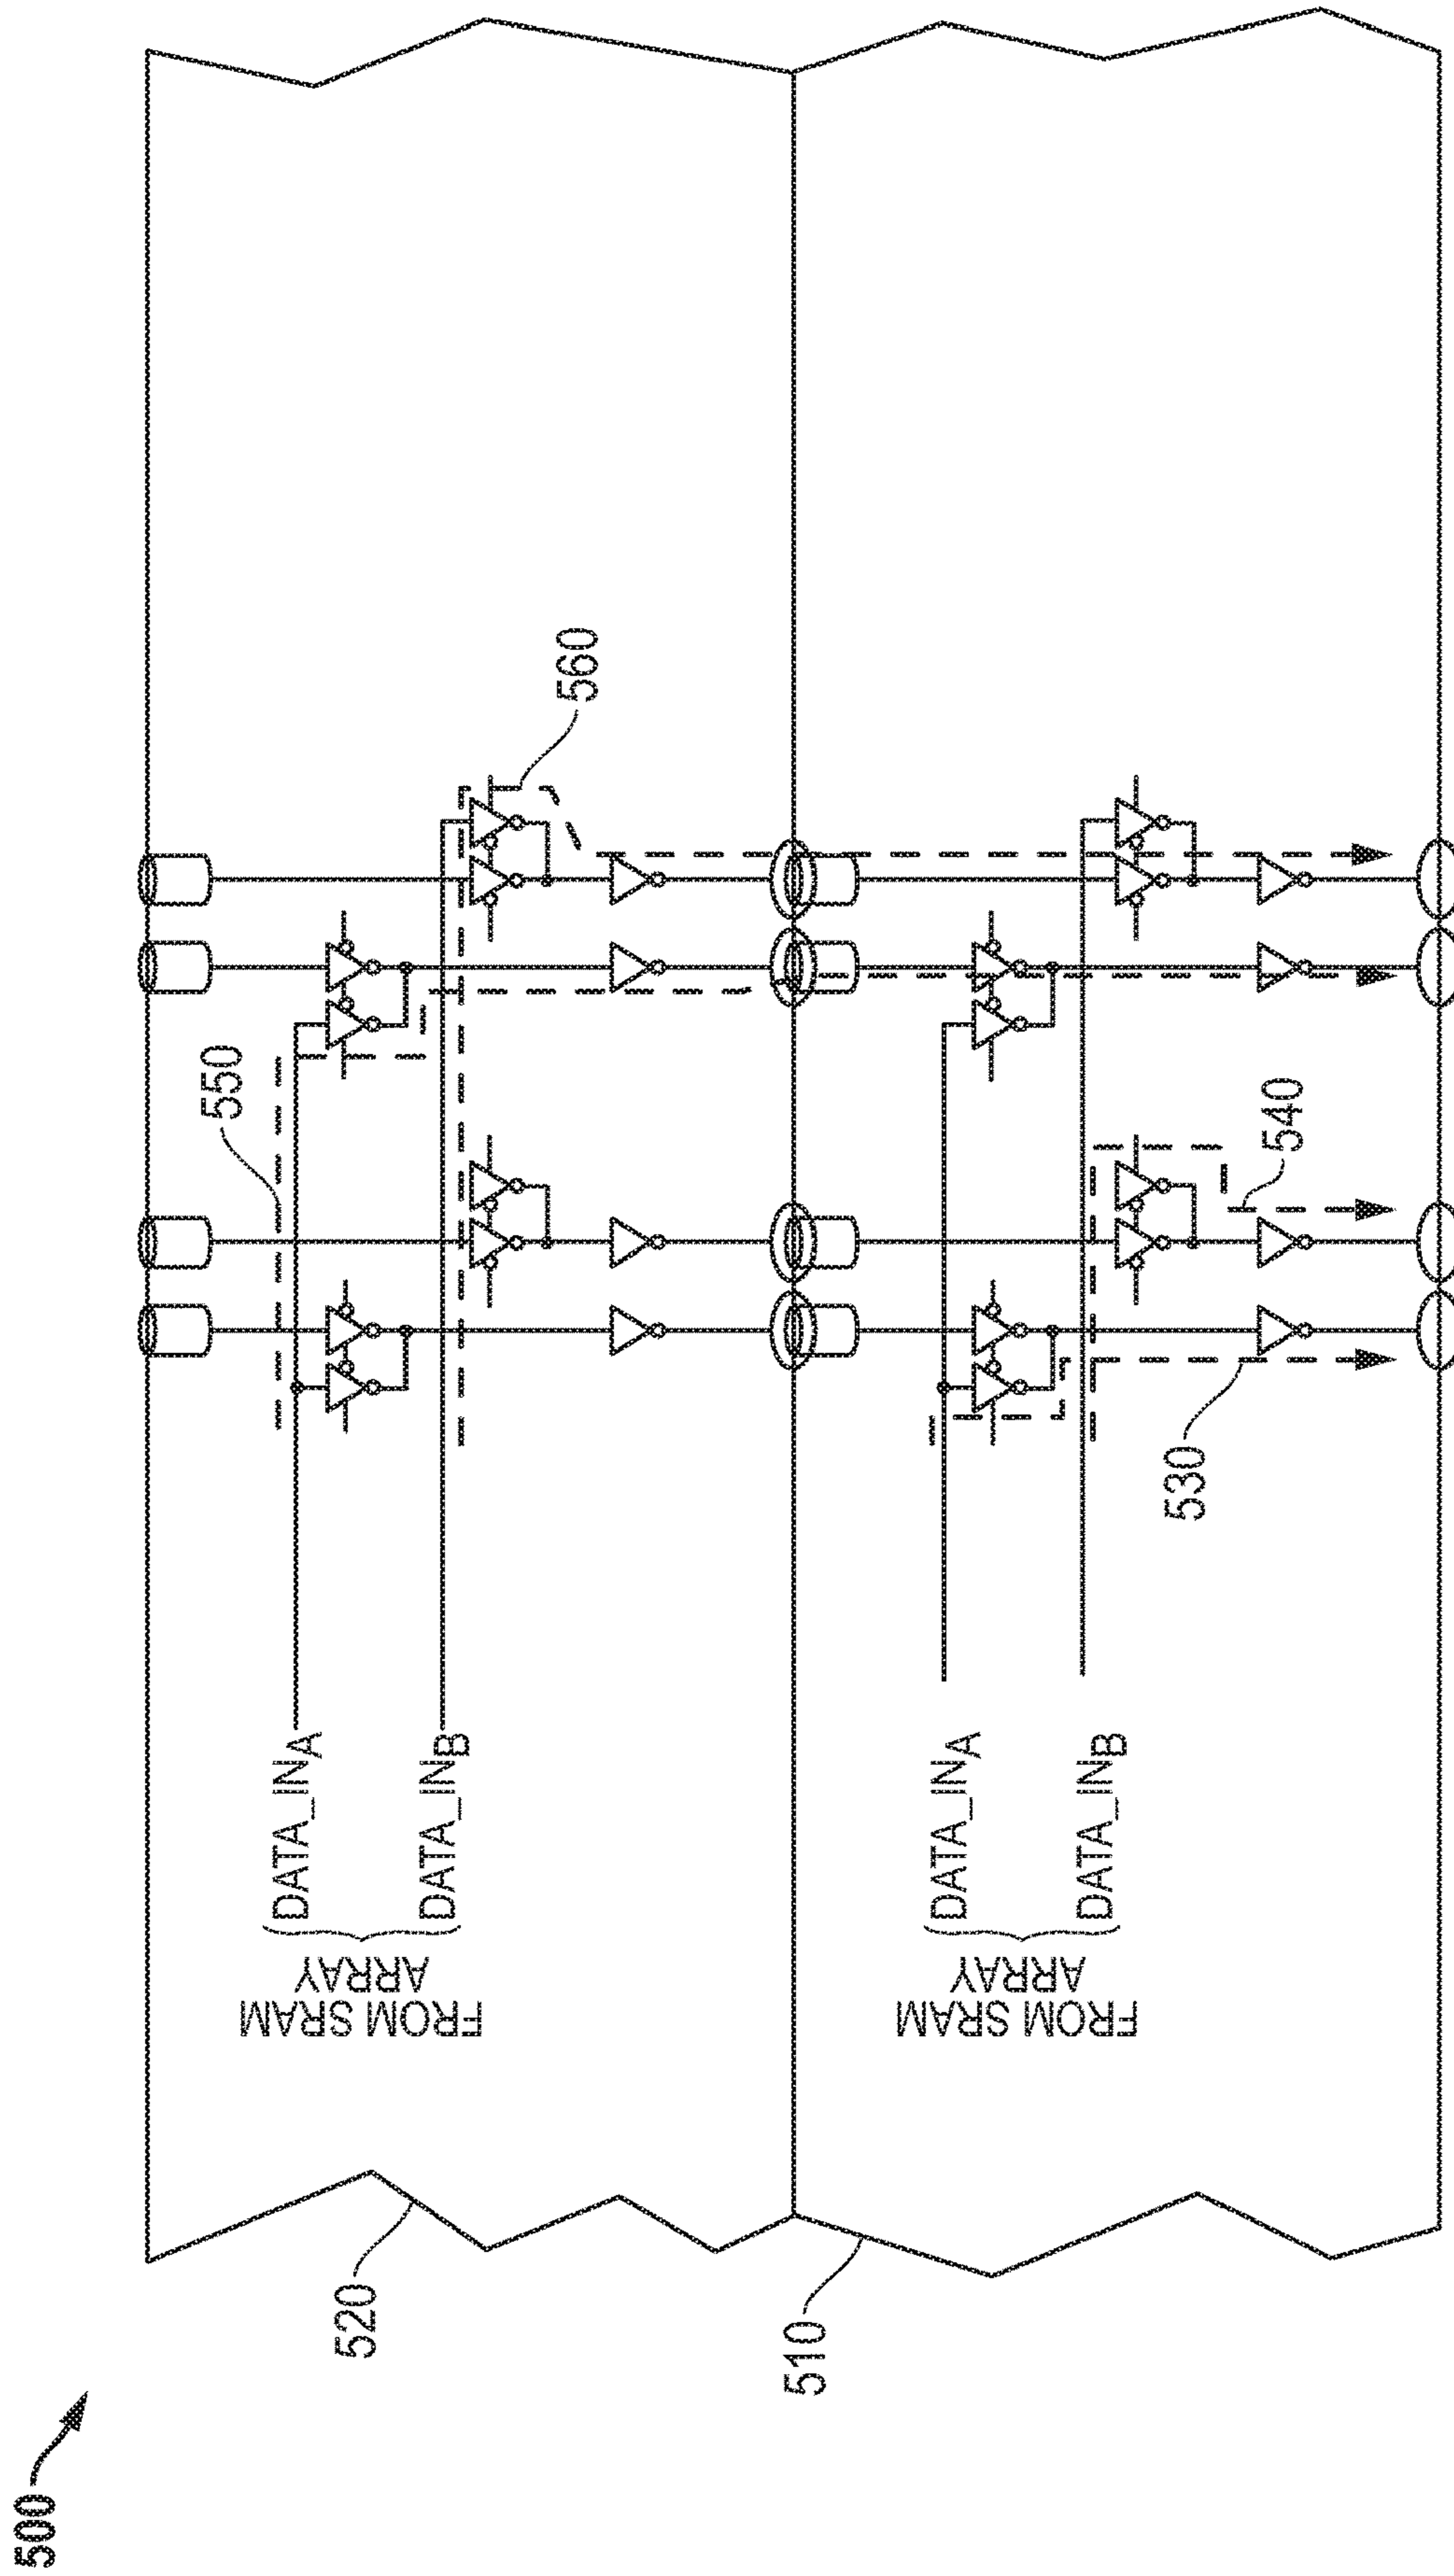 500
520
510
FROM SRAM
ARRAY
DATA_INA
DATA_INB
550
560
FROM SRAM
ARRAY
DATA_INA
DATA_INB
530
540